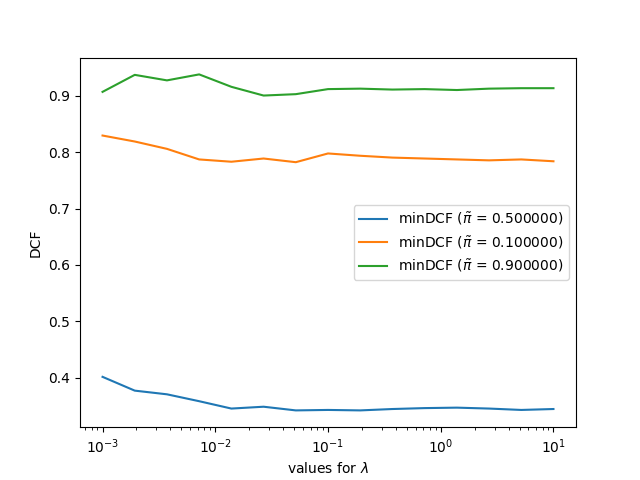 0.9
0.8
0.7
0.6
0.5
0.4
DCF
minDCF (π̃ = 0.500000)
minDCF (π̃ = 0.100000)
minDCF (π̃ = 0.900000)
10⁻³ 10⁻² 10⁻¹ 10⁰ 10¹
values for λ